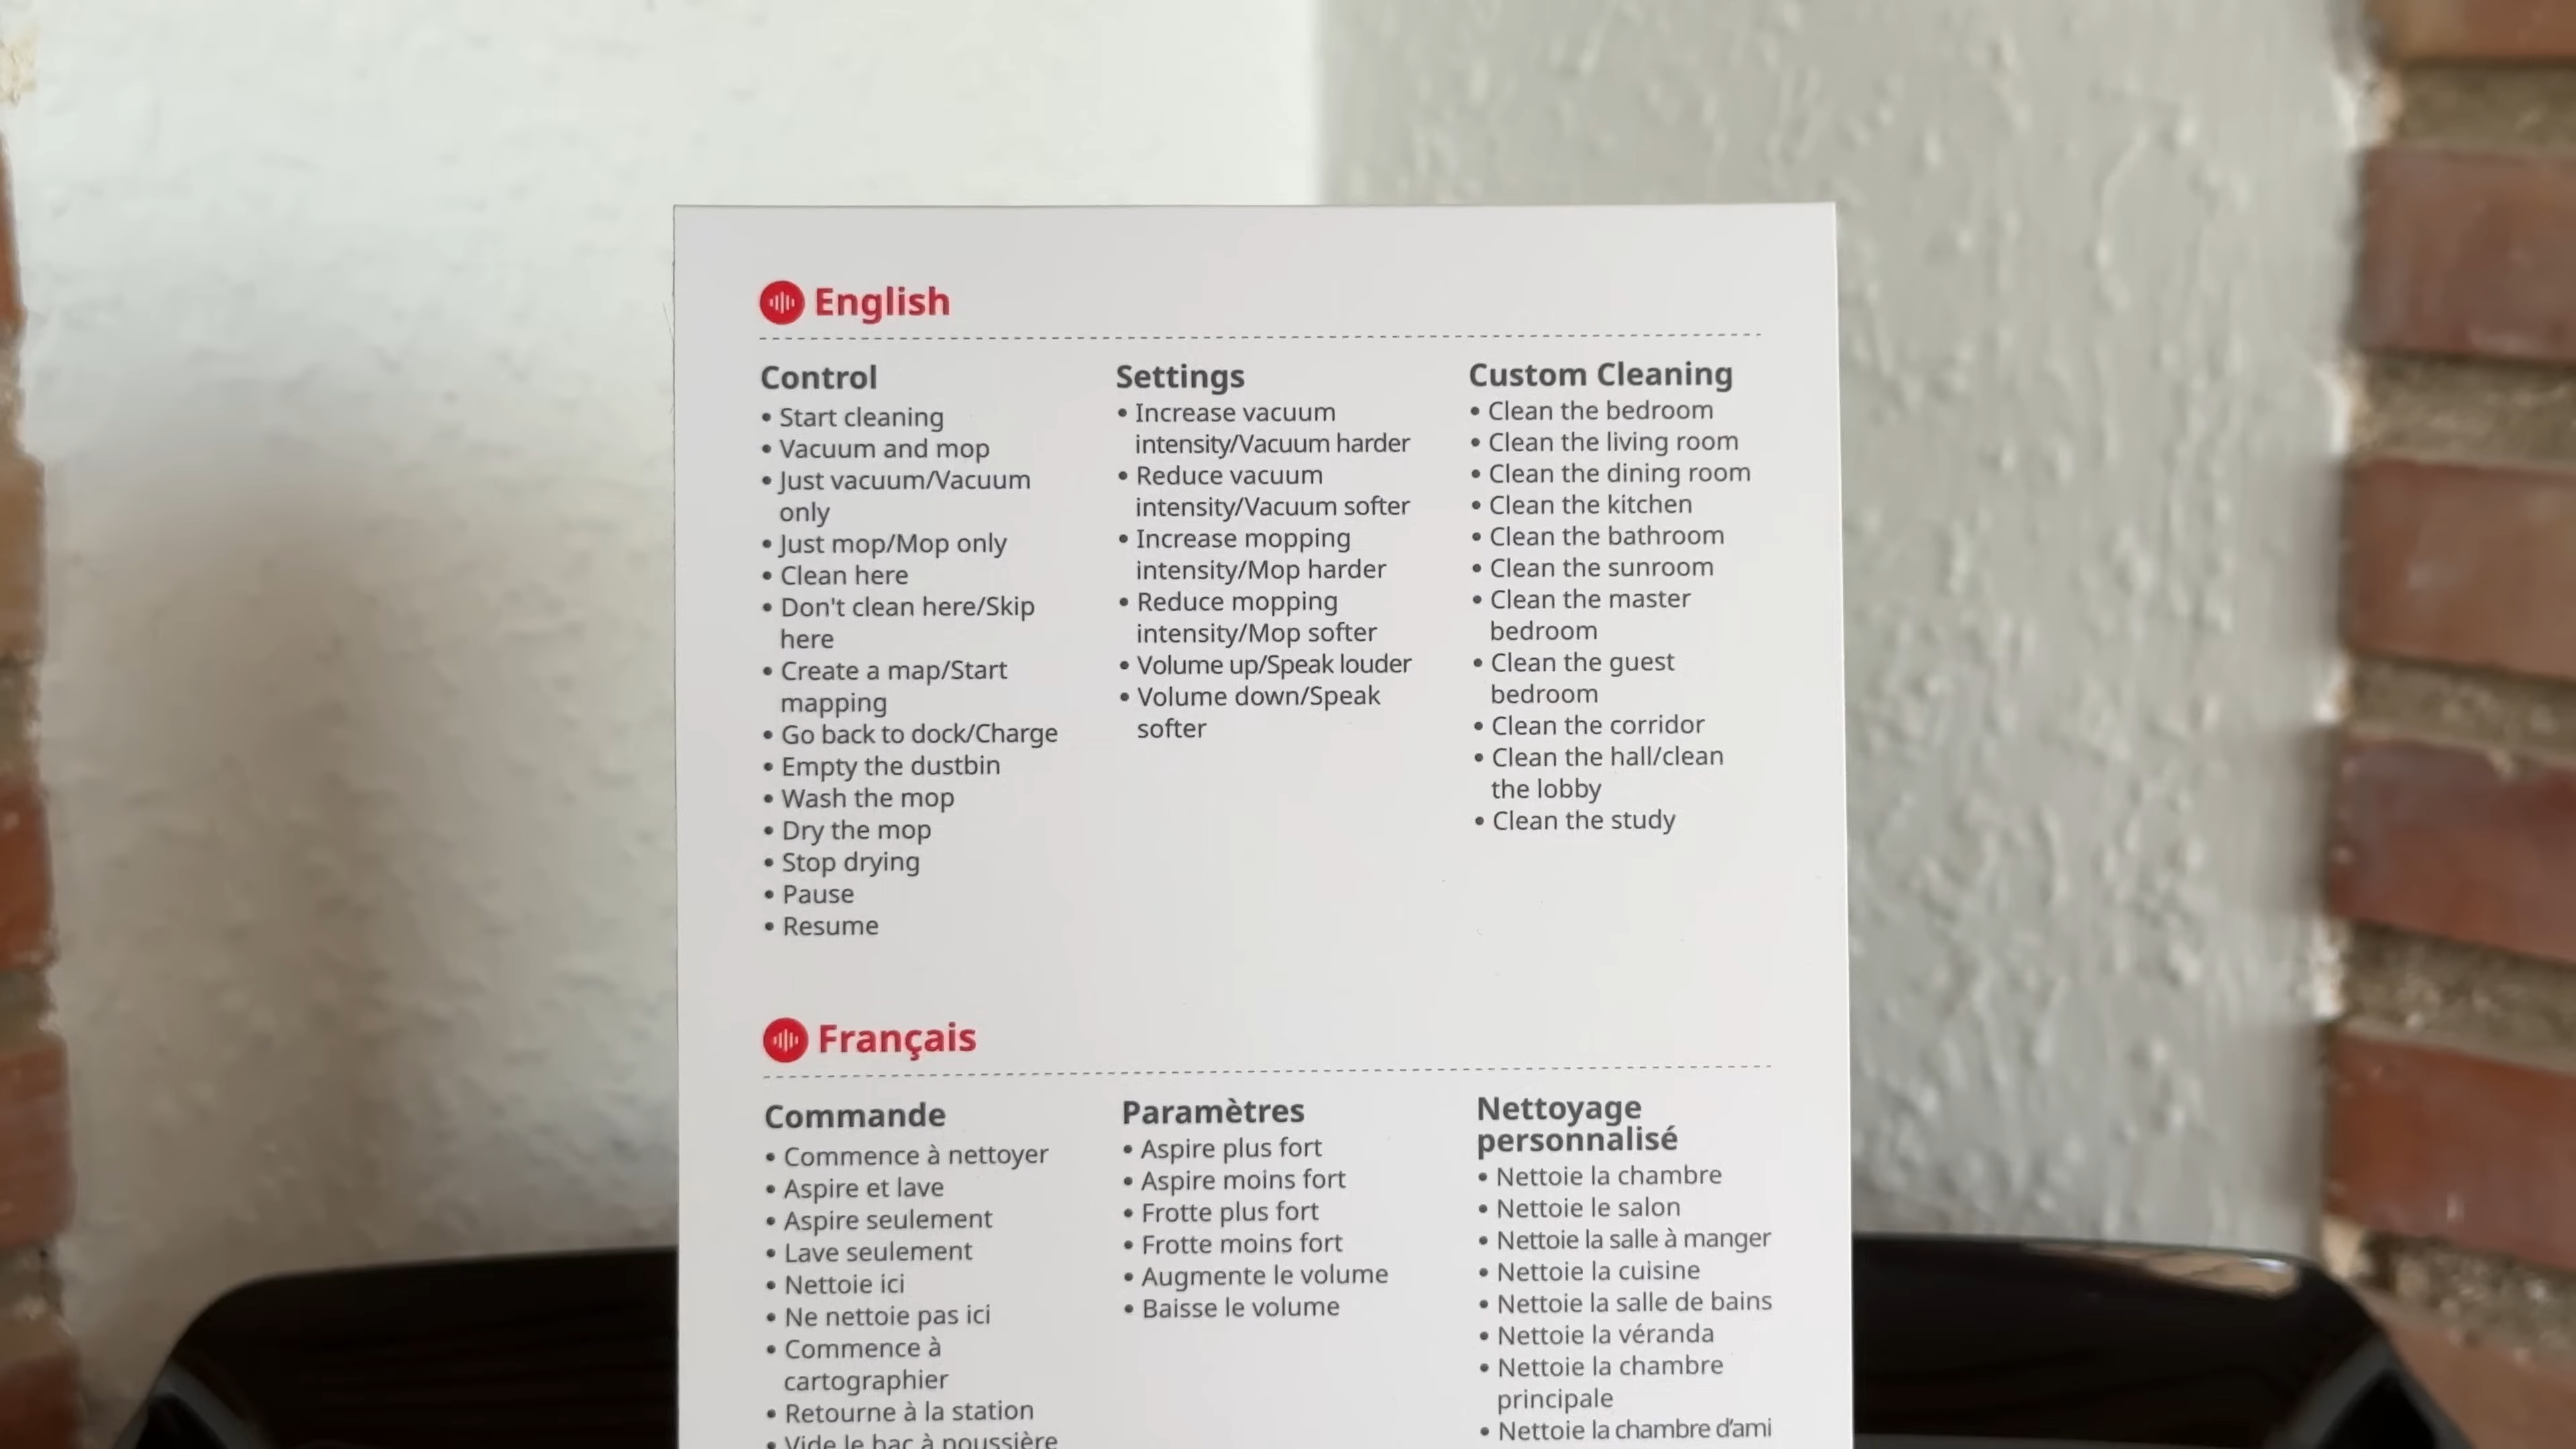 English
Control
• Start cleaning
• Vacuum and mop
• Just vacuum/Vacuum
only
• Just mop/Mop only
• Clean here
• Don't clean here/Skip
here
• Create a map/Start
mapping
• Go back to dock/Charge
• Empty the dustbin
• Wash the mop
• Dry the mop
• Stop drying
• Pause
• Resume
Settings
• Increase vacuum
intensity/Vacuum harder
• Reduce vacuum
intensity/Vacuum softer
• Increase mopping
intensity/Mop harder
• Reduce mopping
intensity/Mop softer
• Volume up/Speak louder
• Volume down/Speak
softer
Custom Cleaning
• Clean the bedroom
• Clean the living room
• Clean the dining room
• Clean the kitchen
• Clean the bathroom
• Clean the sunroom
• Clean the master
bedroom
• Clean the guest
bedroom
• Clean the corridor
• Clean the hall/clean
the lobby
• Clean the study
Français
Commande
• Commence à nettoyer
• Aspire et lave
• Aspire seulement
• Lave seulement
• Nettoie ici
• Ne nettoie pas ici
• Commence à
cartographier
• Retourne à la station
• Vide le bac à poussière
Paramètres
• Aspire plus fort
• Aspire moins fort
• Frotte plus fort
• Frotte moins fort
• Augmente le volume
• Baisse le volume
Nettoyage
personnalisé
• Nettoie la chambre
• Nettoie le salon
• Nettoie la salle à manger
• Nettoie la cuisine
• Nettoie la salle de bains
• Nettoie la véranda
• Nettoie la chambre
principale
• Nettoie la chambre d’ami